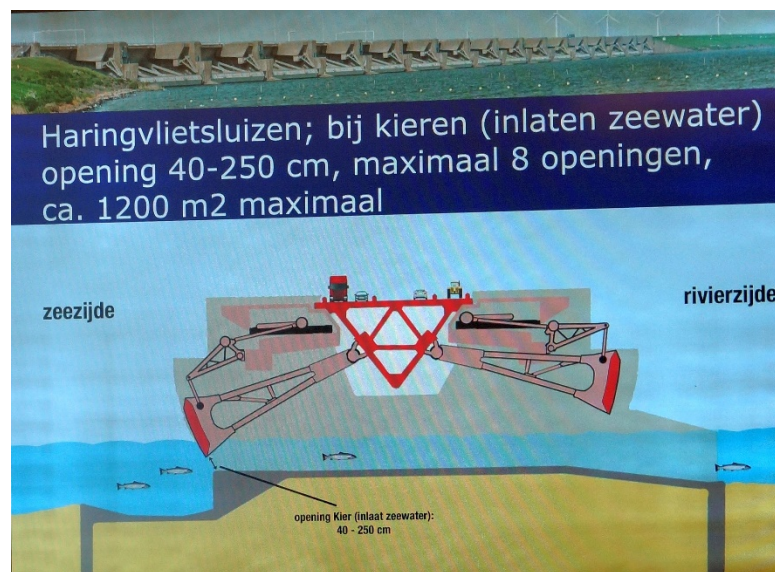 Haringvlietsluizen; bij kieren (inlaten zeewater)
opening 40-250 cm, maximaal 8 openingen,
ca. 1200 m2 maximaal
zeezijde
rivierzijde
opening Kier (inlaat zeewater):
40 - 250 cm